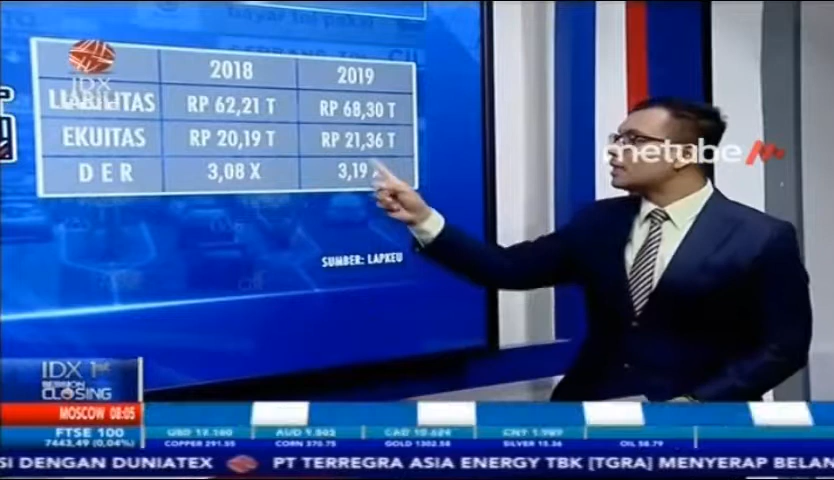 IDX
2018 2019
LIABILITAS RP 62,21 T RP 68,30 T
EKUITAS RP 20,19 T RP 21,36 T
DER 3,08 X 3,19
SUMBER: LAPKEU
metube
IDX 1st
CLOSING
MOSCOW 08:05
FTSE 100
7443,49 (0,04%)
COPPER 291.55 CORN 370.75 GOLD 1302.58 SILVER 15.36 OIL 58.79
SI DENGAN DUNIATEX PT TERREGRA ASIA ENERGY TBK [TGRA] MENYERAP BELAN